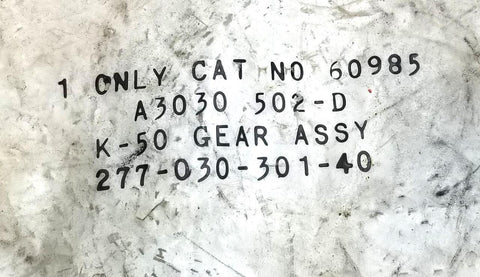 1 ONLY CAT NO 60985
A3030 502-D
K-50 GEAR ASSY
277-030-301-40